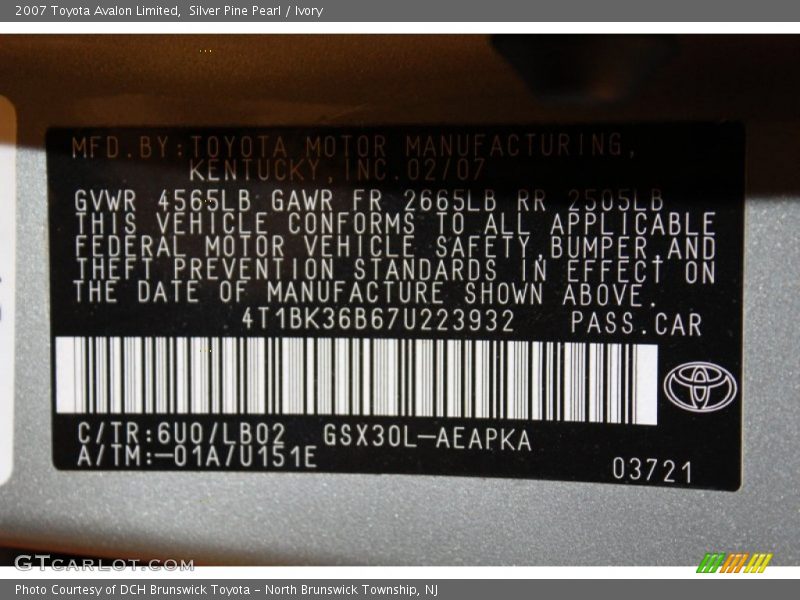 2007 Toyota Avalon Limited, Silver Pine Pearl / Ivory
MFD.BY:TOYOTA MOTOR MANUFACTURING,
KENTUCKY,INC.02/07
GVWR 4565LB GAWR FR 2665LB RR 2505LB
THIS VEHICLE CONFORMS TO ALL APPLICABLE
FEDERAL MOTOR VEHICLE SAFETY,BUMPER,AND
THEFT PREVENTION STANDARDS IN EFFECT ON
THE DATE OF MANUFACTURE SHOWN ABOVE.
4T1BK36B67U223932 PASS.CAR
C/TR:6U0/LB02 GSX30L-AEAPKA
A/TM:-01A/U151E
03721
GTCARLOT.COM
Photo Courtesy of DCH Brunswick Toyota - North Brunswick Township, NJ